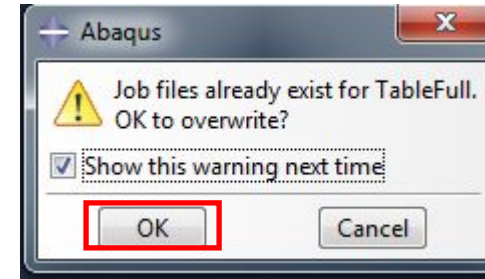 Abaqus
Job files already exist for TableFull.
OK to overwrite?
Show this warning next time
OK
Cancel